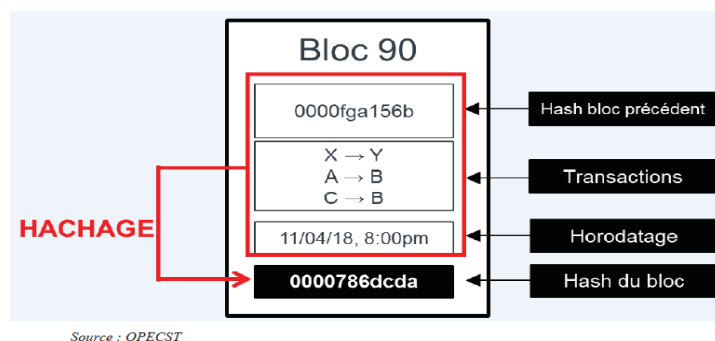 Bloc 90
0000fga156b
Hash bloc précédent
X → Y
A → B
C → B
Transactions
HACHAGE
11/04/18, 8:00pm
Horodatage
0000786dcda
Hash du bloc
Source : OPECST